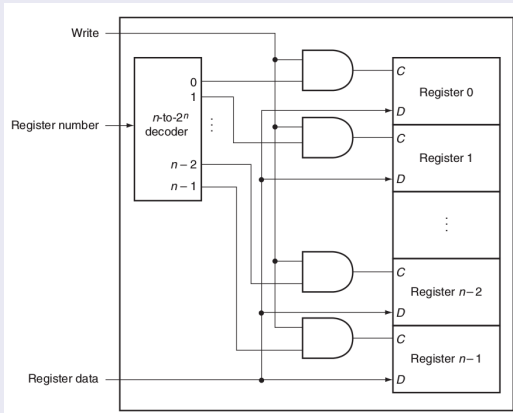 Write
Register number
n-to-2ⁿ
decoder
0
1
⋮
n – 2
n – 1
C
Register 0
D
C
Register 1
D
⋮
C
Register n – 2
D
C
Register n – 1
D
Register data